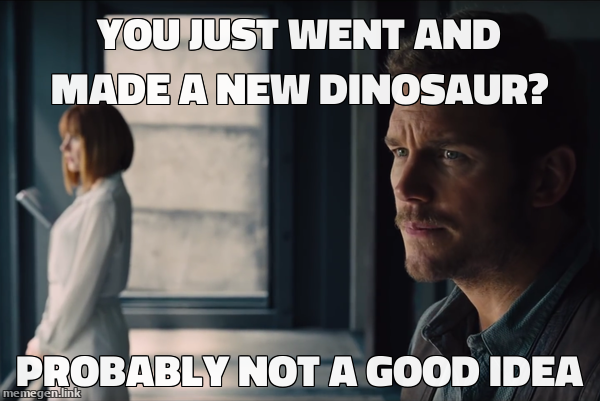 YOU JUST WENT AND
MADE A NEW DINOSAUR?
PROBABLY NOT A GOOD IDEA
memegen.link